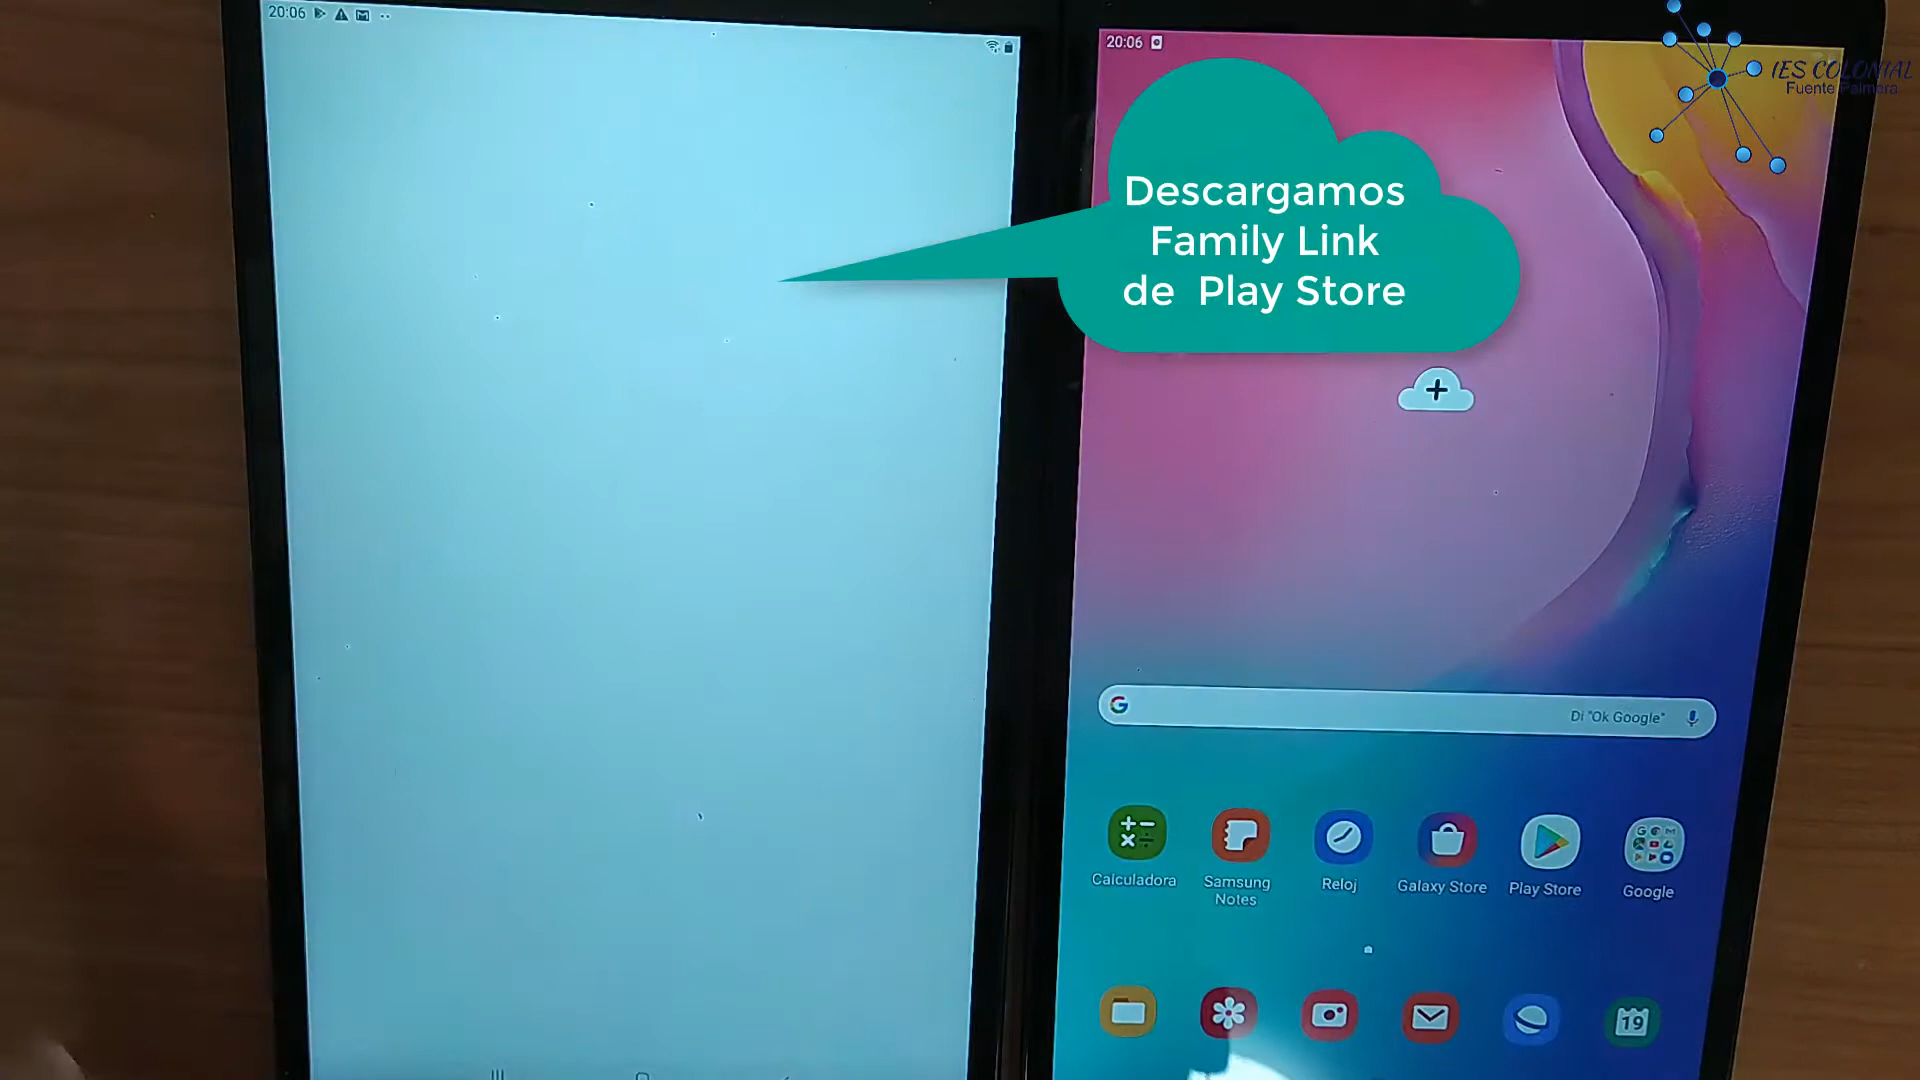 20:06
20:06
IES COLONIAL
Fuente Palmera
Descargamos
Family Link
de Play Store
Di "Ok Google"
Calculadora
Samsung
Notes
Reloj
Galaxy Store
Play Store
Google
19